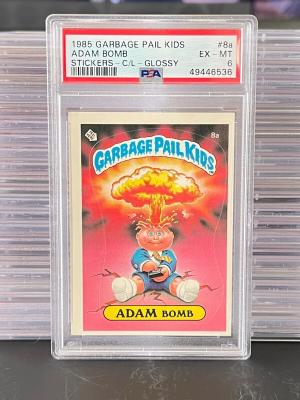 1985 GARBAGE PAIL KIDS #8a
ADAM BOMB EX - MT
STICKERS - C/L - GLOSSY PSA 6
49446536
8a
GARBAGE PAIL KIDS
ADAM BOMB